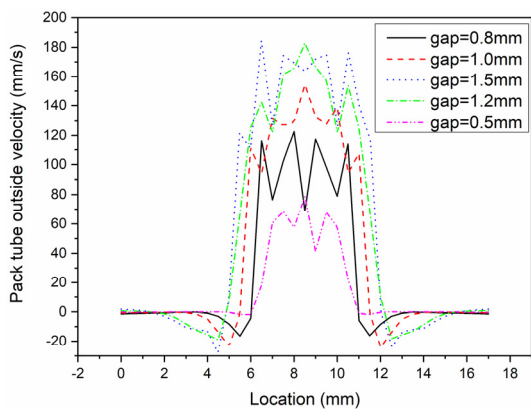 Pack tube outside velocity (mm/s)
200
180
160
140
120
100
80
60
40
20
0
-20
gap=0.8mm
gap=1.0mm
gap=1.5mm
gap=1.2mm
gap=0.5mm
-2 0 2 4 6 8 10 12 14 16 18
Location (mm)